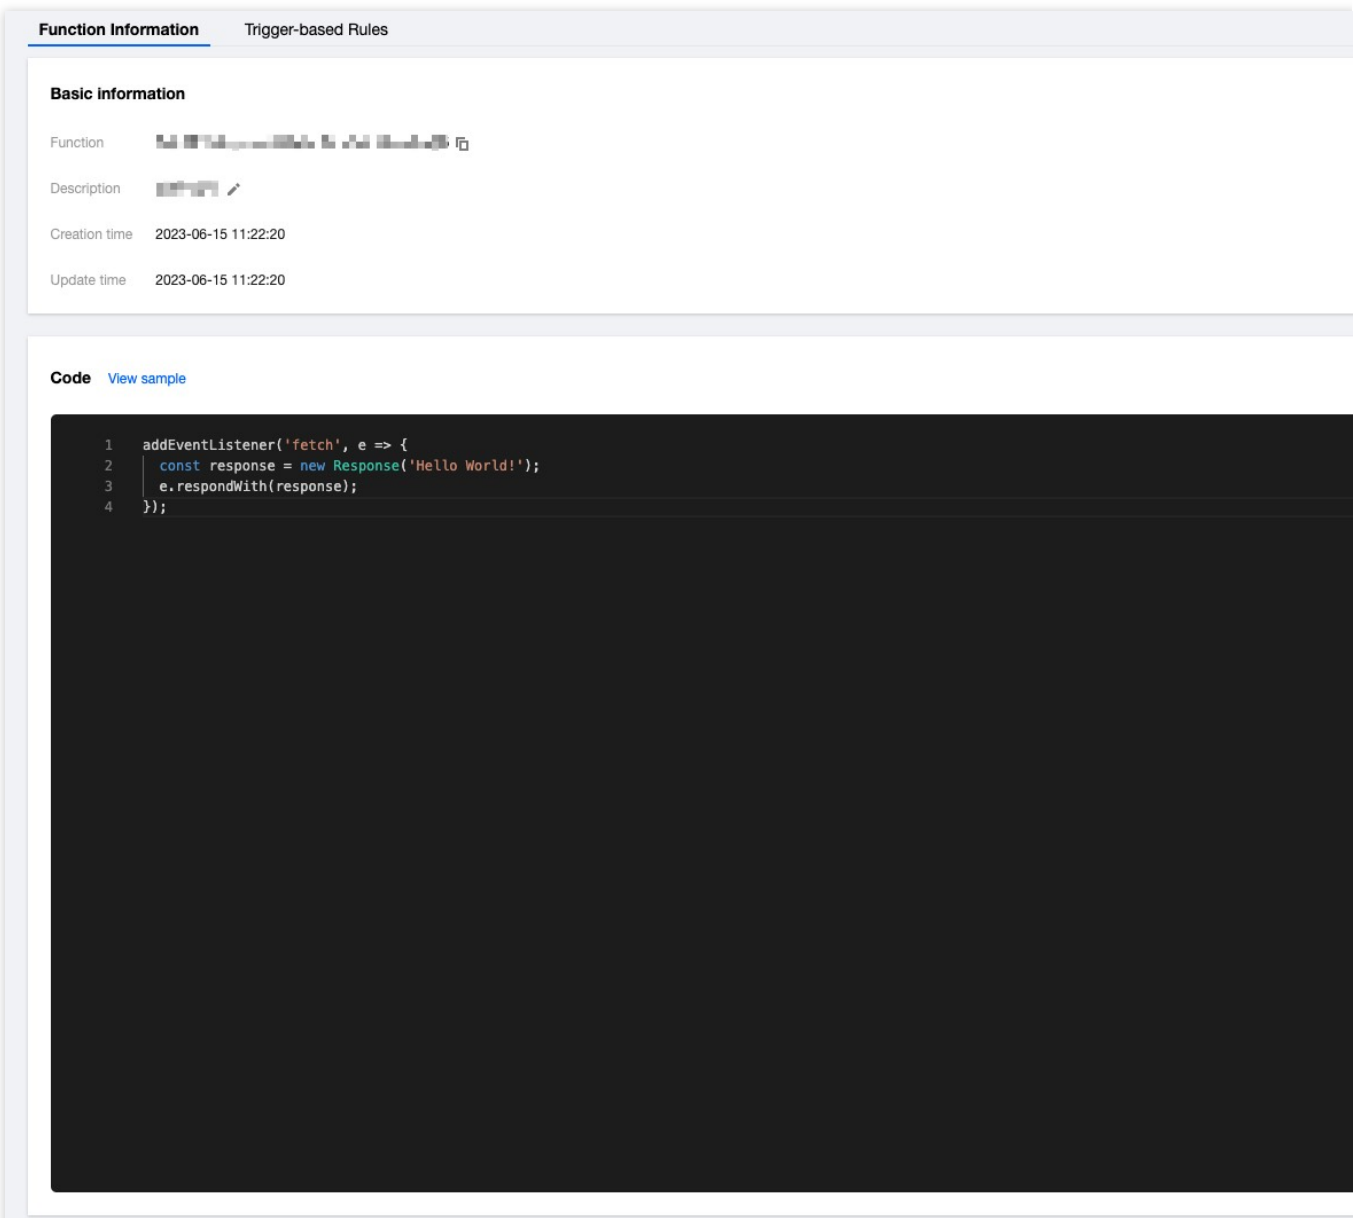 Function Information Trigger-based Rules
Basic information
Function
Description
Creation time 2023-06-15 11:22:20
Update time 2023-06-15 11:22:20
Code View sample
1 addEventListener('fetch', e => {
2   const response = new Response('Hello World!');
3   e.respondWith(response);
4 });